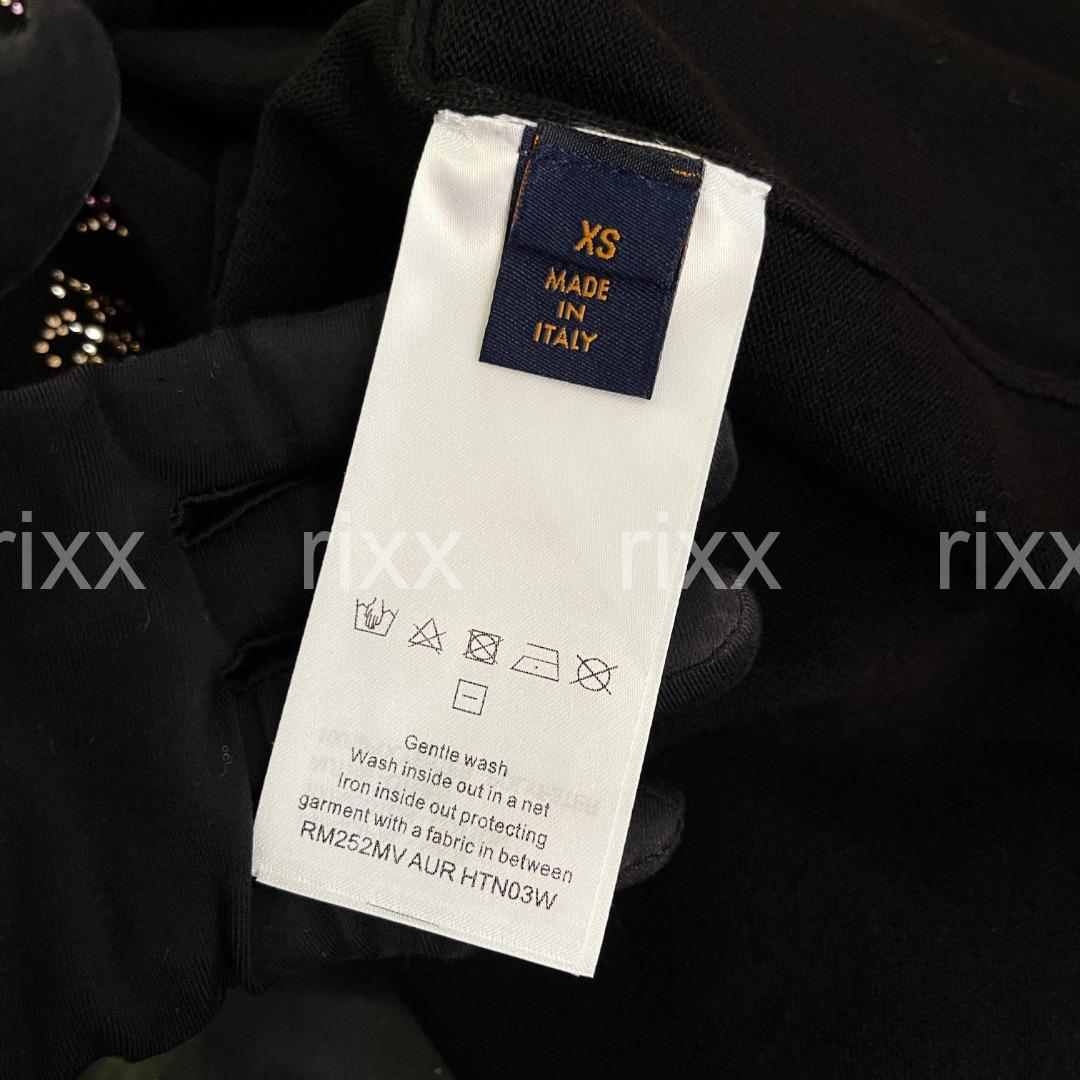 XS
MADE
IN
ITALY
rixx rixx rixx rixx
Gentle wash
Wash inside out in a net
Iron inside out protecting
garment with a fabric in between
RM252MV AUR HTN03W